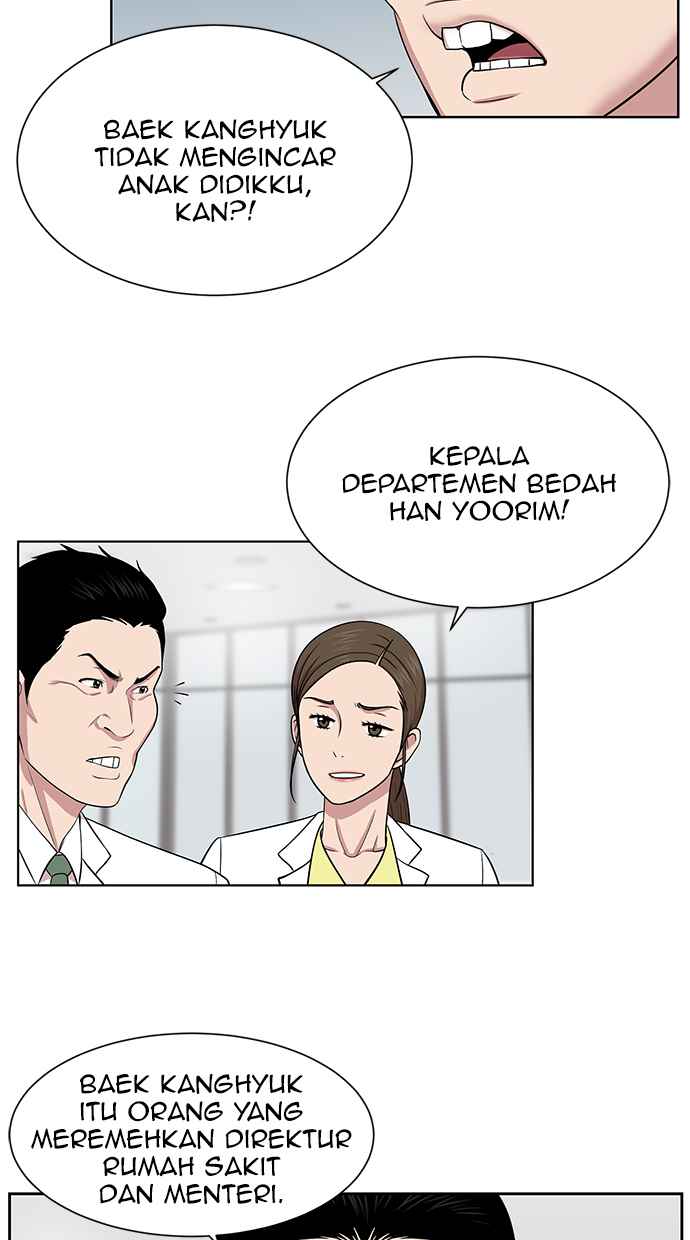 BAEK KANGHYUK
TIDAK MENGINCAR
ANAK DIDIKKU,
KAN?!
KEPALA
DEPARTEMEN BEDAH
HAN YOORIM!
BAEK KANGHYUK
ITU ORANG YANG
MEREMEHKAN DIREKTUR
RUMAH SAKIT
DAN MENTERI.